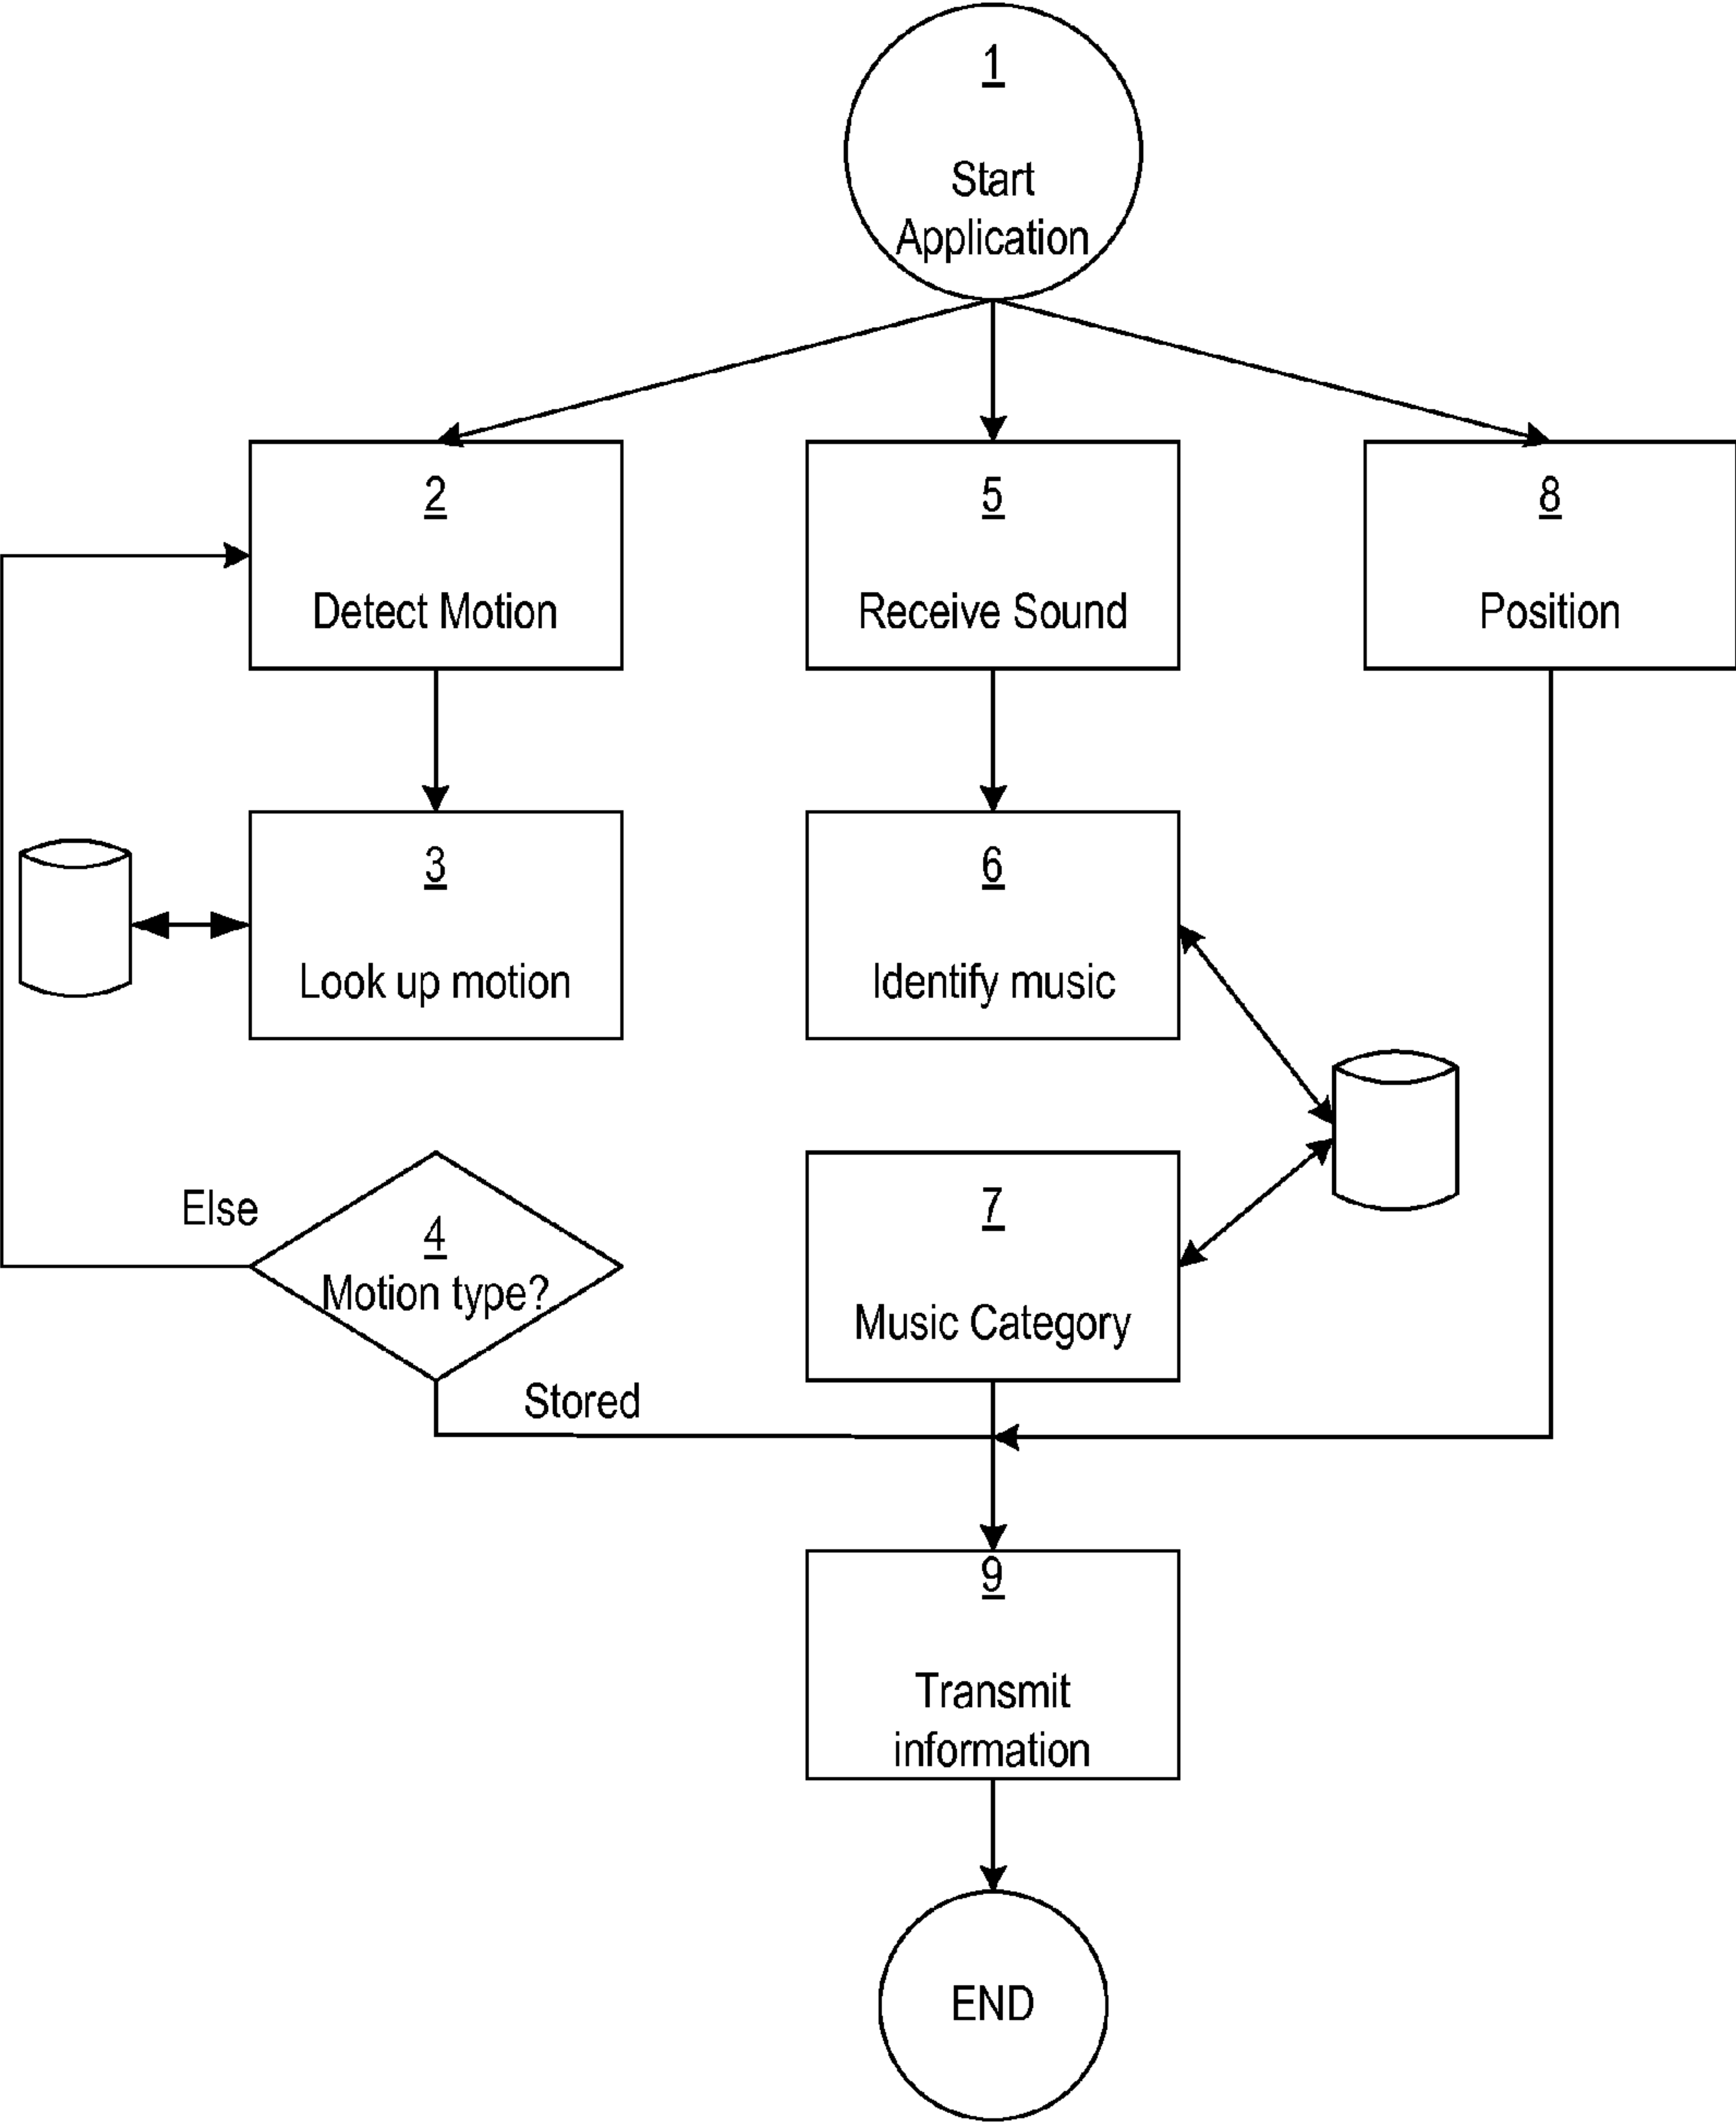 1
Start
Application
2
Detect Motion
5
Receive Sound
8
Position
3
Look up motion
6
Identify music
Else
4
Motion type?
7
Music Category
Stored
9
Transmit
information
END